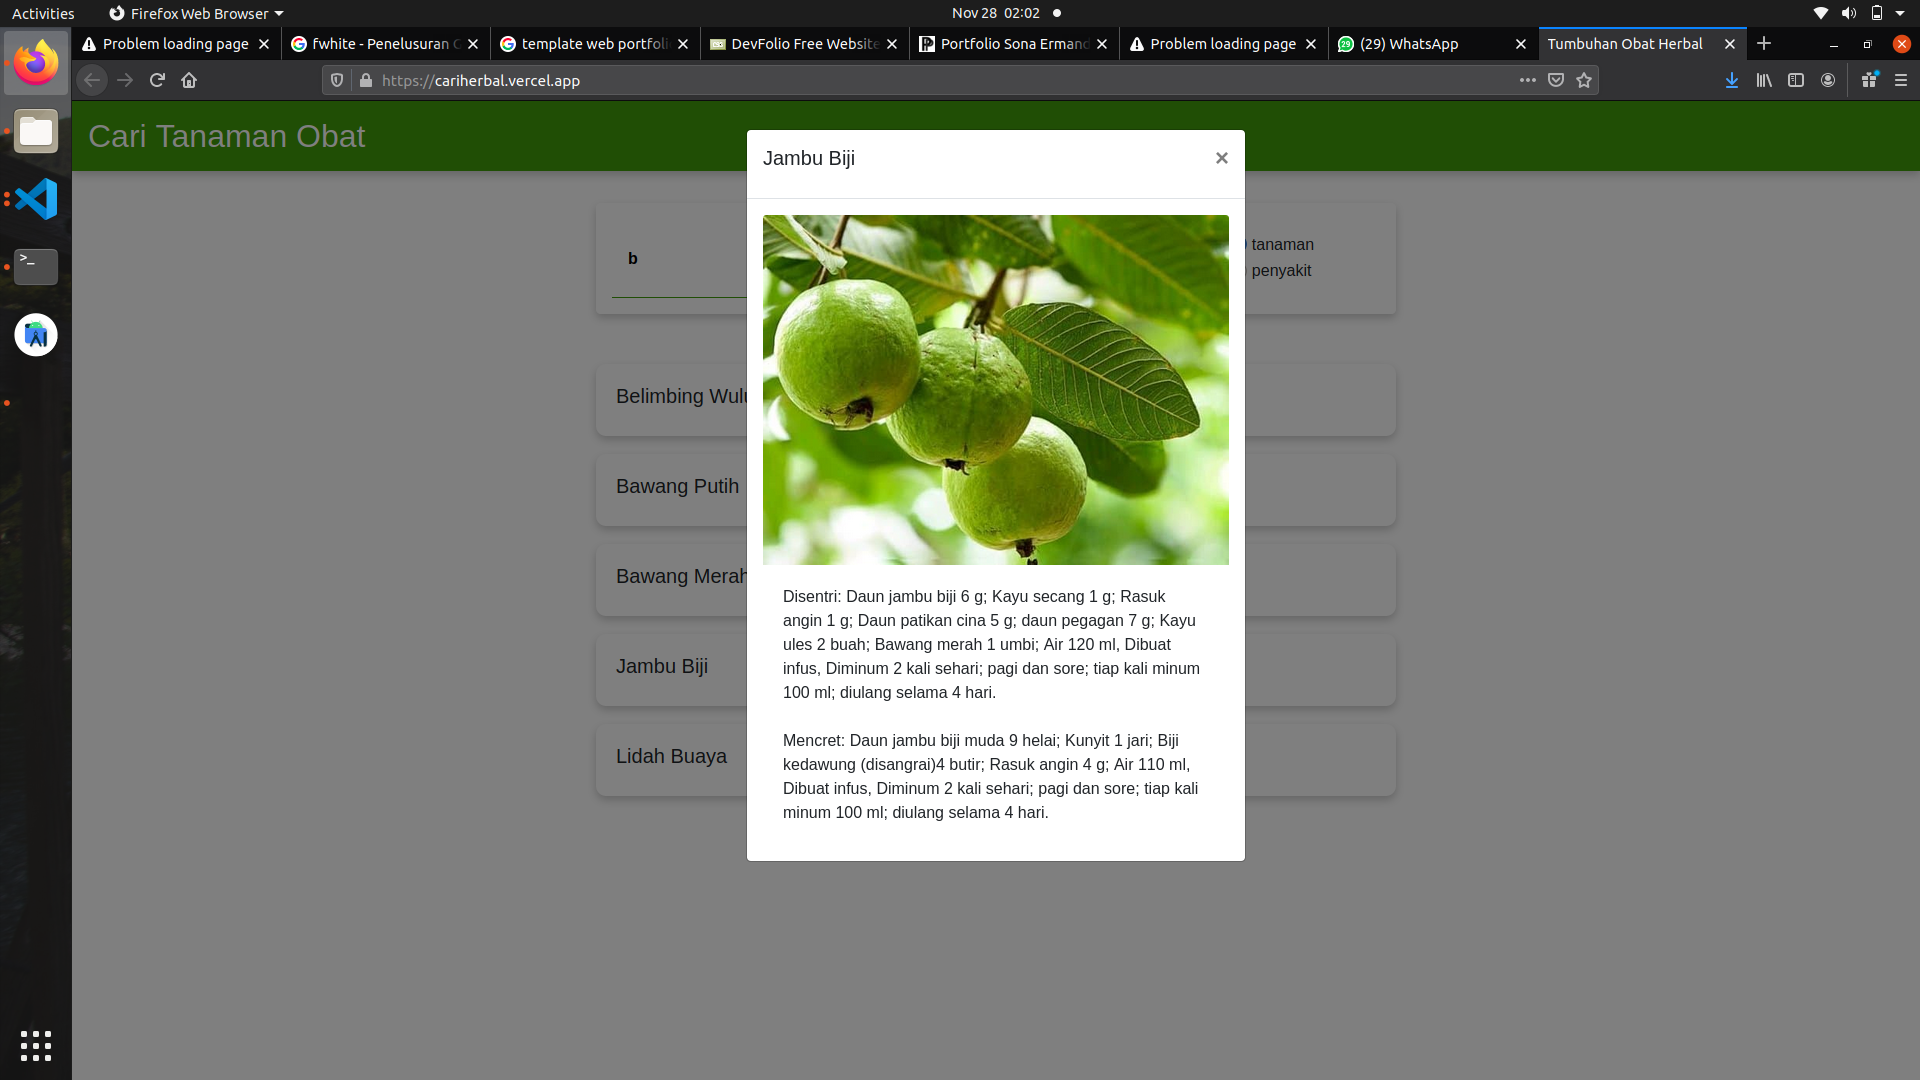 Activities
Firefox Web Browser
Nov 28 02:02
Problem loading page
fwhite - Penelusuran
template web portfoli
DevFolio Free Website
Portfolio Sona Ermand
Problem loading page
(29) WhatsApp
Tumbuhan Obat Herbal
https://cariherbal.vercel.app
Cari Tanaman Obat
Jambu Biji
×
b
tanaman
penyakit
Belimbing Wulu
Bawang Putih
Bawang Merah
Jambu Biji
Lidah Buaya
Disentri: Daun jambu biji 6 g; Kayu secang 1 g; Rasuk
angin 1 g; Daun patikan cina 5 g; daun pegagan 7 g; Kayu
ules 2 buah; Bawang merah 1 umbi; Air 120 ml, Dibuat
infus, Diminum 2 kali sehari; pagi dan sore; tiap kali minum
100 ml; diulang selama 4 hari.
Mencret: Daun jambu biji muda 9 helai; Kunyit 1 jari; Biji
kedawung (disangrai)4 butir; Rasuk angin 4 g; Air 110 ml,
Dibuat infus, Diminum 2 kali sehari; pagi dan sore; tiap kali
minum 100 ml; diulang selama 4 hari.